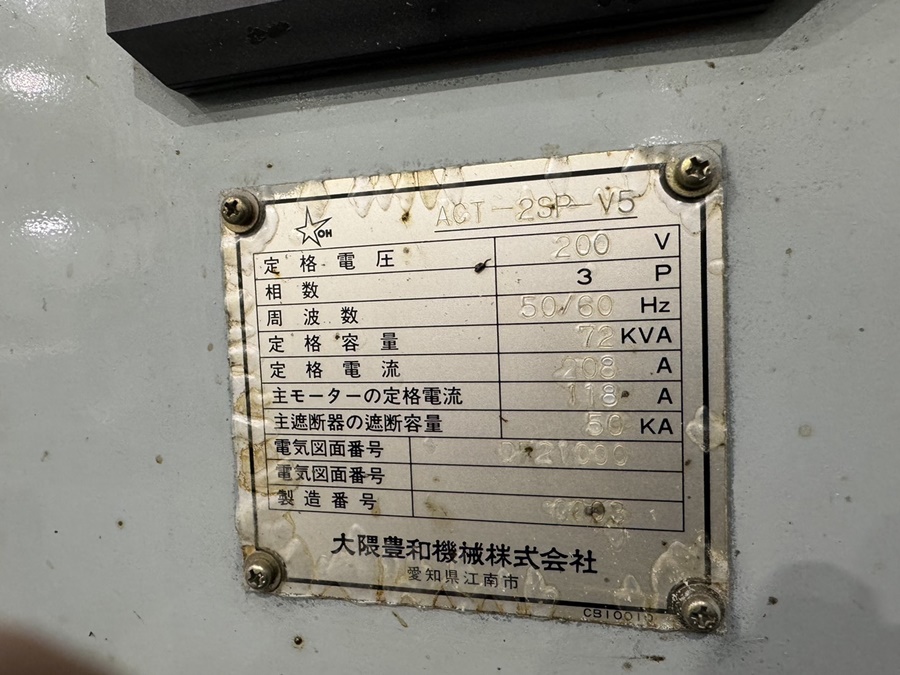 OH
ACT-2SP-V5
定格電圧 200 V
相数 3 P
周波数 50/60 Hz
定格容量 72 KVA
定格電流 208 A
主モーターの定格電流 118 A
主遮断器の遮断容量 50 KA
電気図面番号
電気図面番号
製造番号
大隈豊和機械株式会社
愛知県江南市